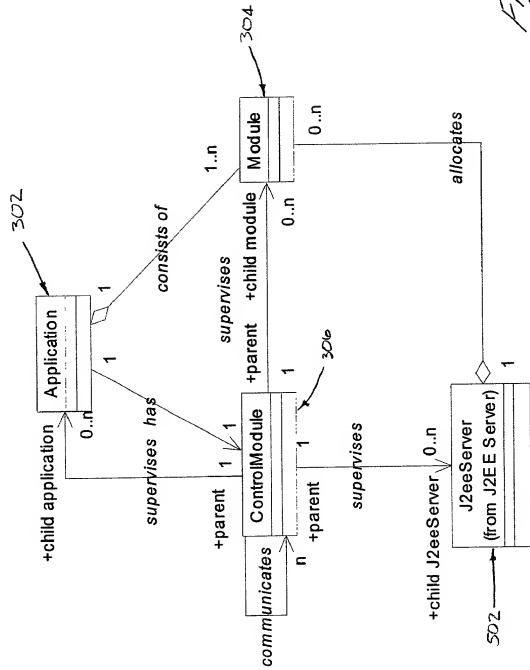 302
Application
+child application
0..n
1
1
consists of
1..n
304
Module
supervises
has
supervises
+parent
+child module
0..n
0..n
1
+parent
1
1
ControlModule
306
communicates
n
+parent
1
supervises
allocates
+child J2eeServer
0..n
J2eeServer
(from J2EE Server)
1
502